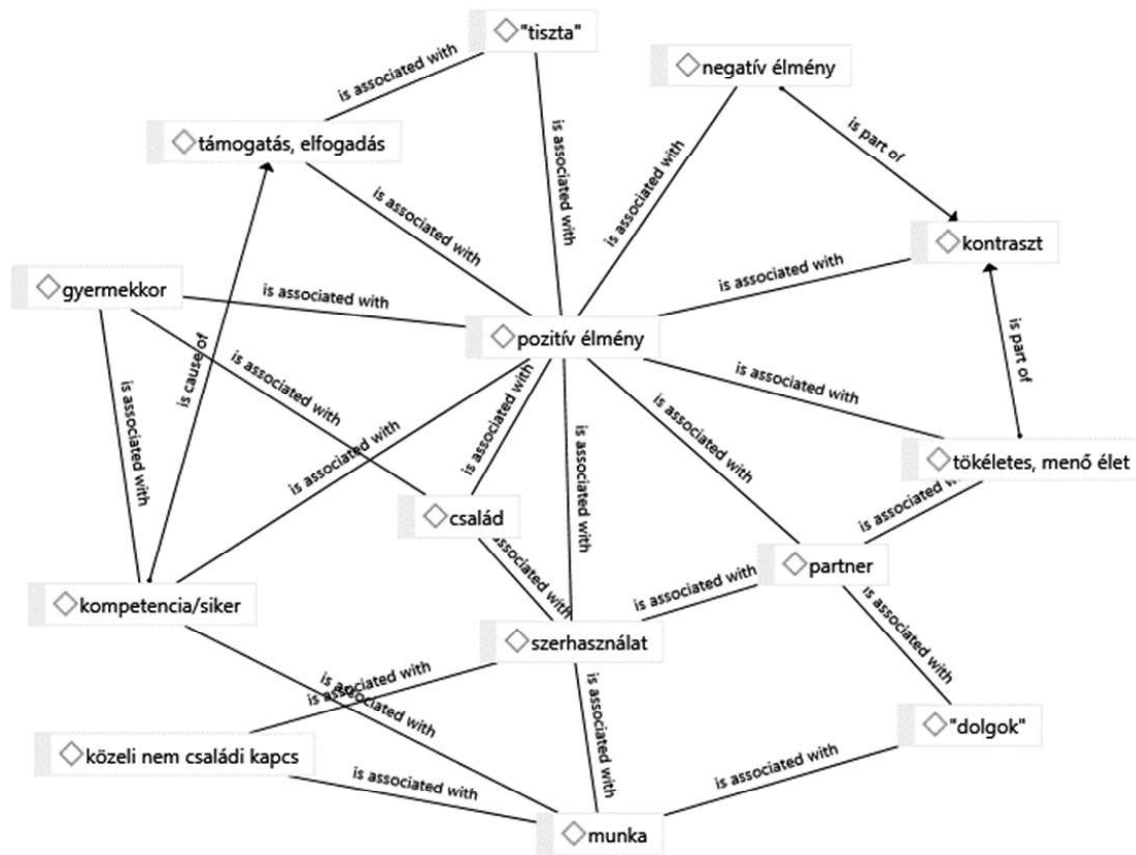 "tiszta"
negatív élmény
is associated with
támogatás, elfogadás
is associated with
is part of
is associated with
is associated with
kontraszt
is associated with
gyermekkor
is associated with
pozitív élmény
is part of
is cause of
is associated with
is associated with
is associated with
is associated with
is associated with
is associated with
is associated with
is associated with
tökéletes, menő élet
is associated w
család
associated with
partner
is associated with
kompetencia/siker
szerhasználat
is associated with
is associated with
is associated with
is associated with
"dolgok"
közeli nem családi kapcs
is associated with
is associated with
munka